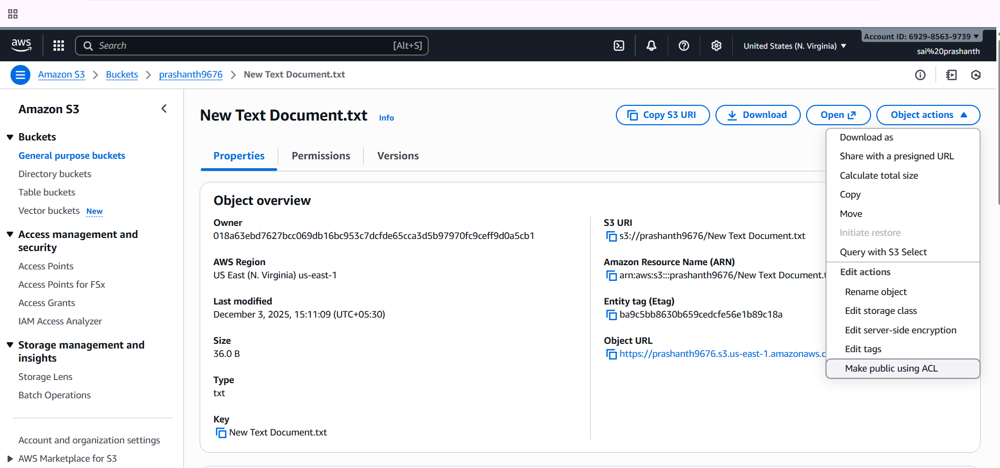 aws
Search [Alt+S]
United States (N. Virginia)
Account ID: 6929-8563-9739
sai%20prashanth
Amazon S3
Buckets
prashanth9676
New Text Document.txt
Amazon S3
Buckets
General purpose buckets
Directory buckets
Table buckets
Vector buckets New
Access management and
security
Access Points
Access Points for FSx
Access Grants
IAM Access Analyzer
Storage management and
insights
Storage Lens
Batch Operations
Account and organization settings
AWS Marketplace for S3
New Text Document.txt Info
Copy S3 URI
Download
Open
Object actions
Properties
Permissions
Versions
Object overview
Owner
018a63ebd7627bcc069db16bc953c7dcfde65cca3d5b97970fc9ceff9d0a5cb1
AWS Region
US East (N. Virginia) us-east-1
Last modified
December 3, 2025, 15:11:09 (UTC+05:30)
Size
36.0 B
Type
txt
Key
New Text Document.txt
S3 URI
s3://prashanth9676/New Text Document.txt
Amazon Resource Name (ARN)
arn:aws:s3:::prashanth9676/New Text Document.t
Entity tag (Etag)
ba9c5bb8630b659cedcfe56e1b89c18a
Object URL
https://prashanth9676.s3.us-east-1.amazonaws.c
Download as
Share with a presigned URL
Calculate total size
Copy
Move
Initiate restore
Query with S3 Select
Edit actions
Rename object
Edit storage class
Edit server-side encryption
Edit tags
Make public using ACL